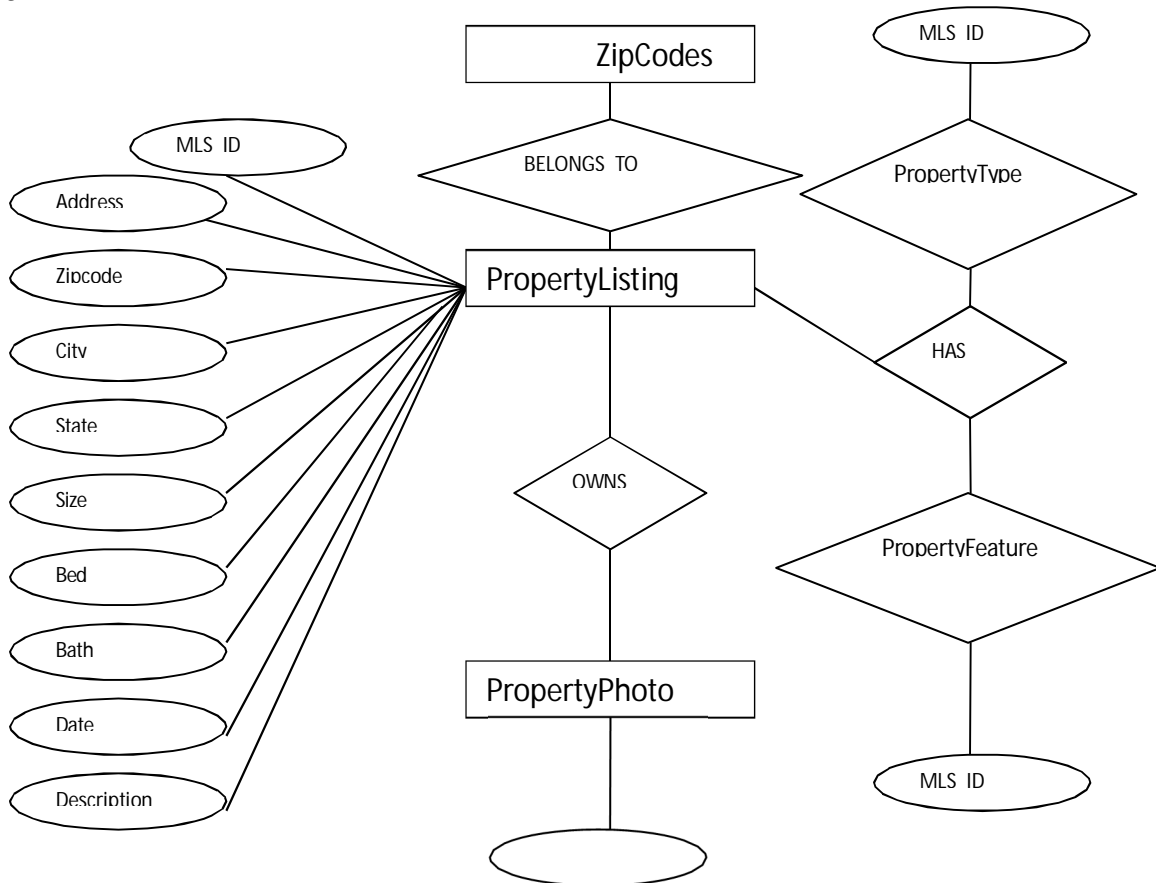 ZipCodes
MLS ID
MLS ID
BELONGS TO
PropertyType
Address
Zipcode
PropertyListing
City
HAS
State
Size
OWNS
PropertyFeature
Bed
Bath
PropertyPhoto
Date
MLS ID
Description